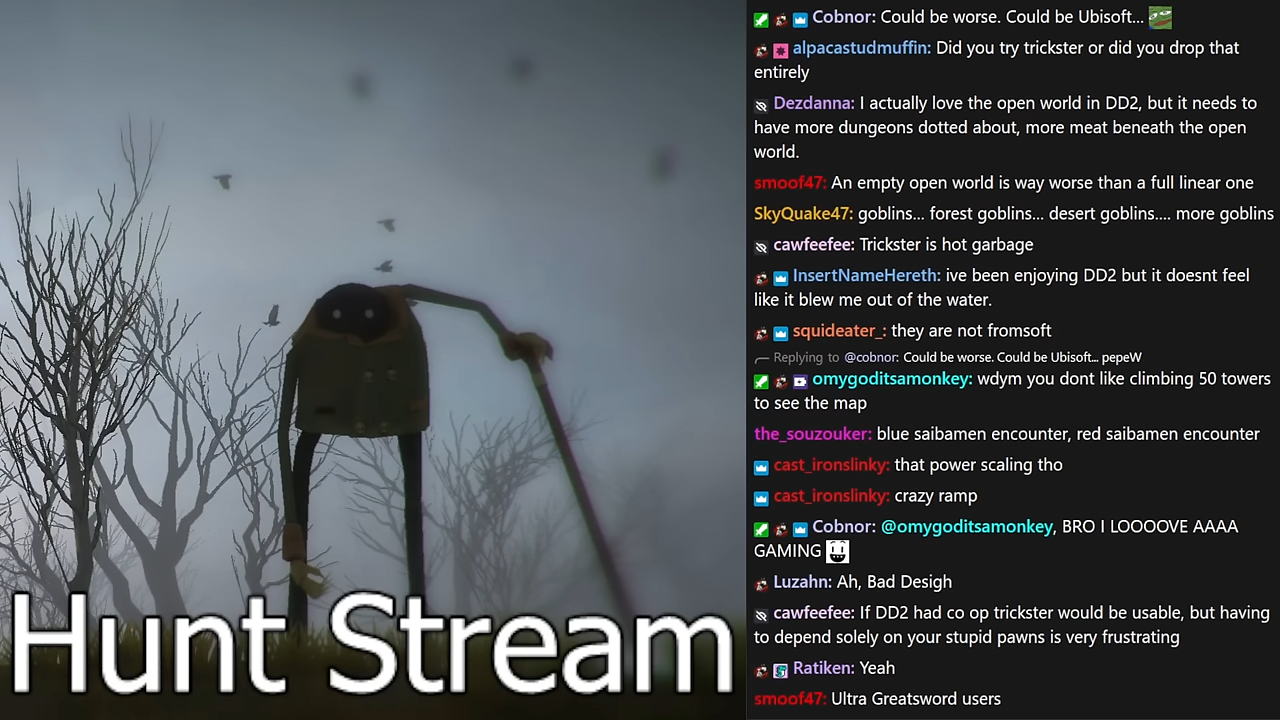 Hunt Stream
Cobnor: Could be worse. Could be Ubisoft...
alpacastudmuffin: Did you try trickster or did you drop that
entirely
Dezdanna: I actually love the open world in DD2, but it needs to
have more dungeons dotted about, more meat beneath the open
world.
smoof47: An empty open world is way worse than a full linear one
SkyQuake47: goblins... forest goblins... desert goblins.... more goblins
cawfeefee: Trickster is hot garbage
InsertNameHereth: ive been enjoying DD2 but it doesnt feel
like it blew me out of the water.
squideater_: they are not fromsoft
Replying to @cobnor: Could be worse. Could be Ubisoft... pepeW
omygoditsamonkey: wdym you dont like climbing 50 towers
to see the map
the_souzouker: blue saibamen encounter, red saibamen encounter
cast_ironslinky: that power scaling tho
cast_ironslinky: crazy ramp
Cobnor: @omygoditsamonkey, BRO I LOOOOVE AAAA
GAMING
Luzahn: Ah, Bad Desigh
cawfeefee: If DD2 had co op trickster would be usable, but having
to depend solely on your stupid pawns is very frustrating
Ratiken: Yeah
smoof47: Ultra Greatsword users